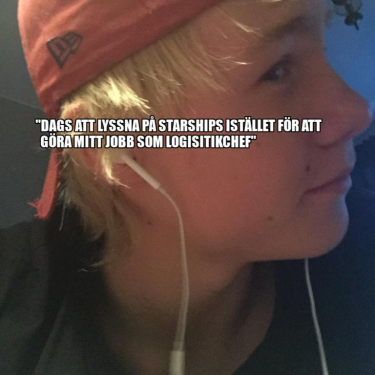 "DAGS ATT LYSSNA PÅ STARSHIPS ISTÄLLET FÖR ATT
GÖRA MITT JOBB SOM LOGISITIKCHEF"